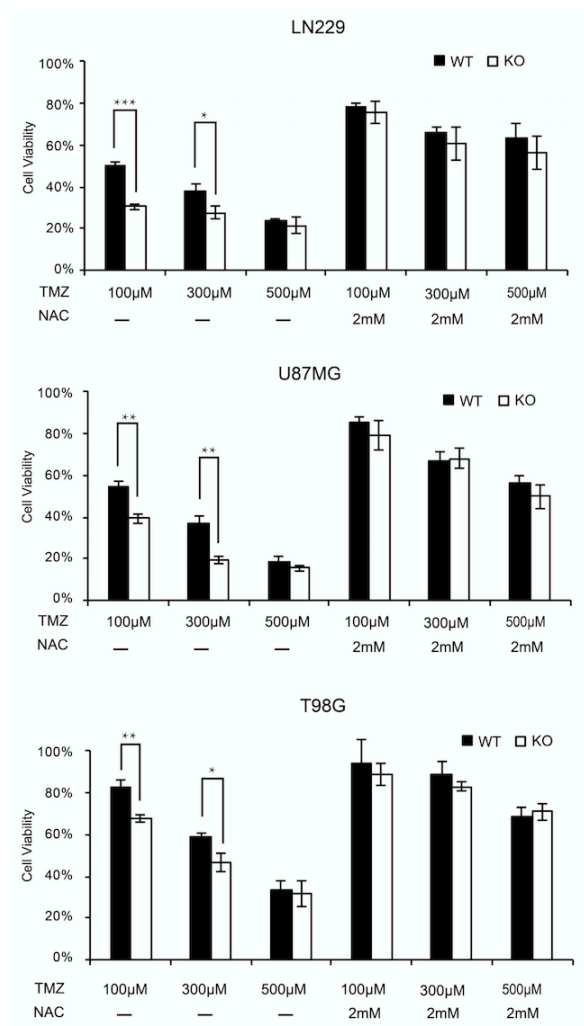 LN229
WT KO
Cell Viability
100%
80%
60%
40%
20%
0%
***
*
TMZ 100μM 300μM 500μM 100μM 300μM 500μM
NAC — — — 2mM 2mM 2mM
U87MG
WT KO
Cell Viability
100%
80%
60%
40%
20%
0%
**
**
TMZ 100μM 300μM 500μM 100μM 300μM 500μM
NAC — — — 2mM 2mM 2mM
T98G
WT KO
Cell Viability
100%
80%
60%
40%
20%
0%
**
*
TMZ 100μM 300μM 500μM 100μM 300μM 500μM
NAC — — — 2mM 2mM 2mM